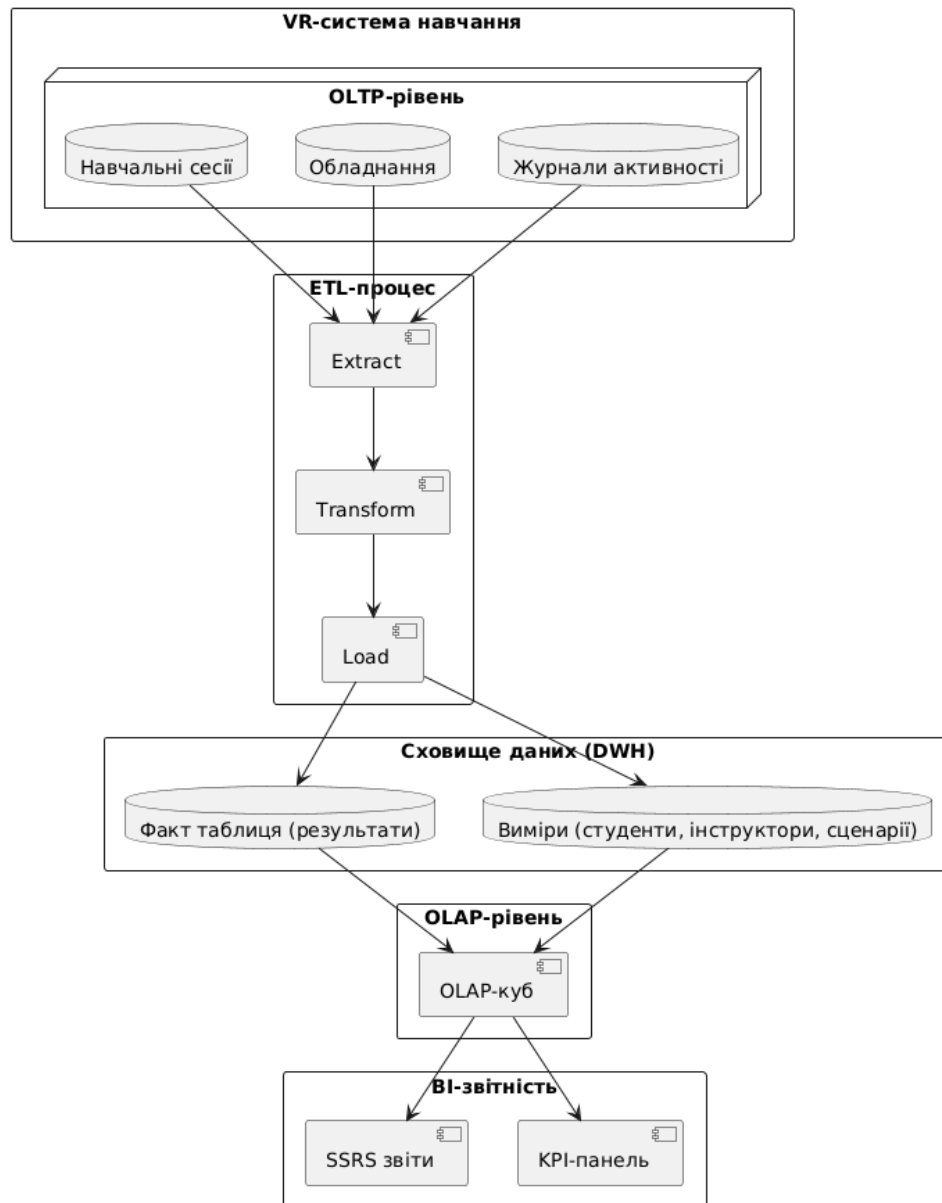 VR-система навчання
OLTP-рівень
Навчальні сесії
Обладнання
Журнали активності
ETL-процес
Extract
Transform
Load
Сховище даних (DWH)
Факт таблиця (результати)
Виміри (студенти, інструктори, сценарії)
OLAP-рівень
OLAP-куб
BI-звітність
SSRS звіти
KPI-панель